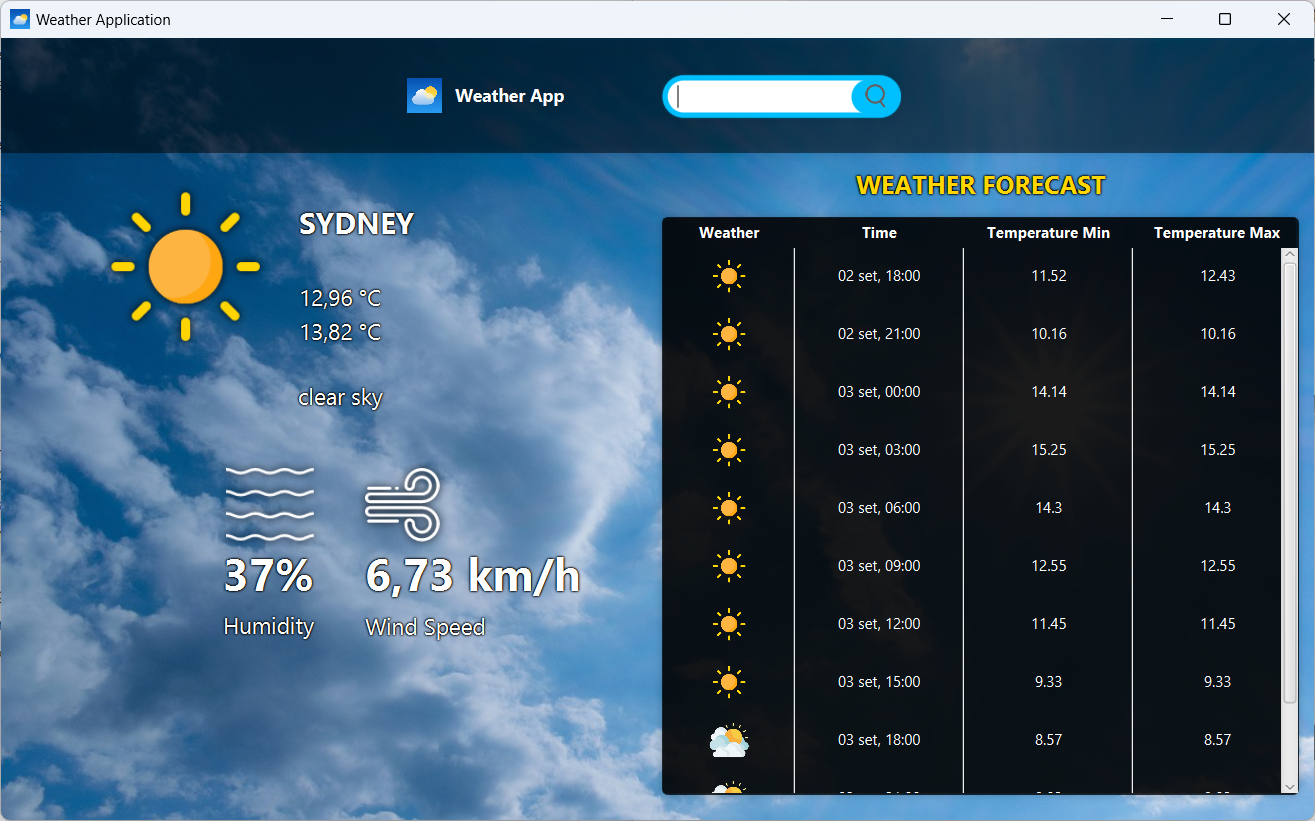 Weather Application
Weather App
SYDNEY
12,96 °C
13,82 °C
clear sky
37%
Humidity
6,73 km/h
Wind Speed
WEATHER FORECAST
Weather Time Temperature Min Temperature Max
02 set, 18:00 11.52 12.43
02 set, 21:00 10.16 10.16
03 set, 00:00 14.14 14.14
03 set, 03:00 15.25 15.25
03 set, 06:00 14.3 14.3
03 set, 09:00 12.55 12.55
03 set, 12:00 11.45 11.45
03 set, 15:00 9.33 9.33
03 set, 18:00 8.57 8.57